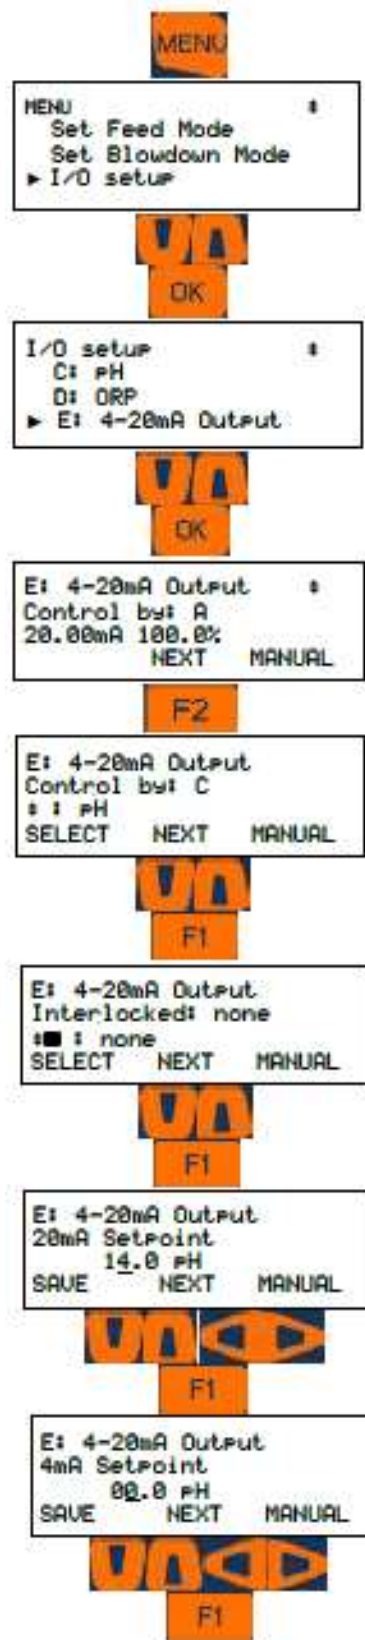 MENU
MENU
Set Feed Mode
Set Blowdown Mode
► I/O setup
OK
I/O setup
C: pH
D: ORP
► E: 4-20mA Output
OK
E: 4-20mA Output
Control by: A
20.00mA 100.0%
NEXT MANUAL
F2
E: 4-20mA Output
Control by: C
: pH
SELECT NEXT MANUAL
F1
E: 4-20mA Output
Interlocked: none
: none
SELECT NEXT MANUAL
F1
E: 4-20mA Output
20mA Setpoint
14.0 pH
SAVE NEXT MANUAL
F1
E: 4-20mA Output
4mA Setpoint
00.0 pH
SAVE NEXT MANUAL
F1